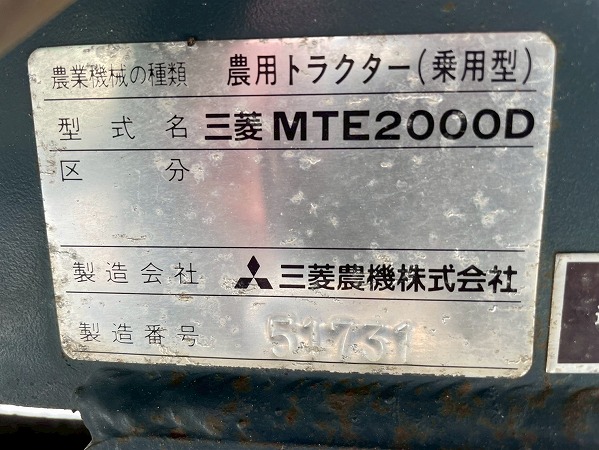 農業機械の種類 農用トラクター(乗用型)
型式名 三菱MTE2000D
区分
製造会社 三菱農機株式会社
製造番号 51731